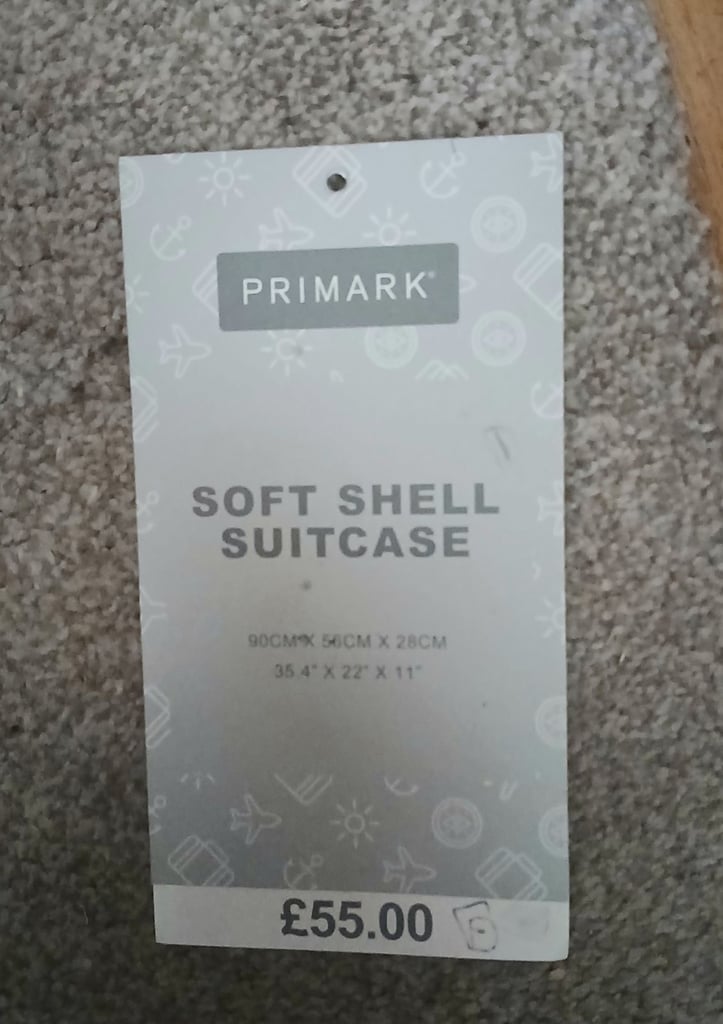 PRIMARK®
SOFT SHELL
SUITCASE
90CM X 56CM X 28CM
35.4" X 22" X 11"
£55.00